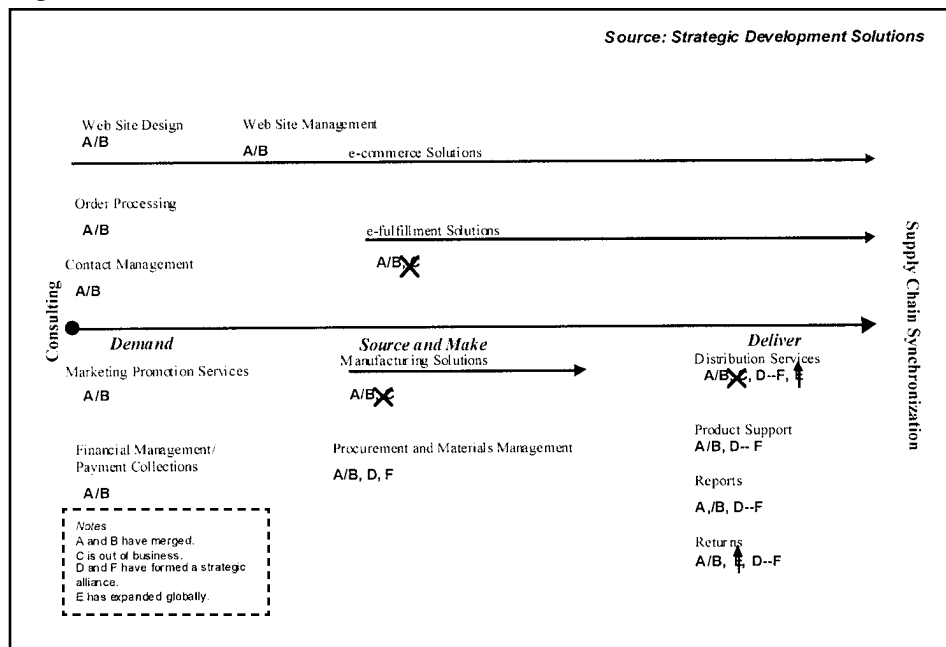 Source: Strategic Development Solutions
Web Site Design
A/B
Web Site Management
A/B
e-commerce Solutions
Order Processing
A/B
e-fulfillment Solutions
A/B, C
Contact Management
A/B
Consulting
Supply Chain Synchronization
Demand
Source and Make
Deliver
Marketing Promotion Services
A/B
Manufacturing Solutions
A/B, C
Distribution Services
A/B, C, D--F, E
Financial Management/
Payment Collections
A/B
Procurement and Materials Management
A/B, D, F
Product Support
A/B, D-- F
Reports
A,/B, D--F
Returns
A/B, E, D--F
Notes
A and B have merged.
C is out of business.
D and F have formed a strategic
alliance.
E has expanded globally.